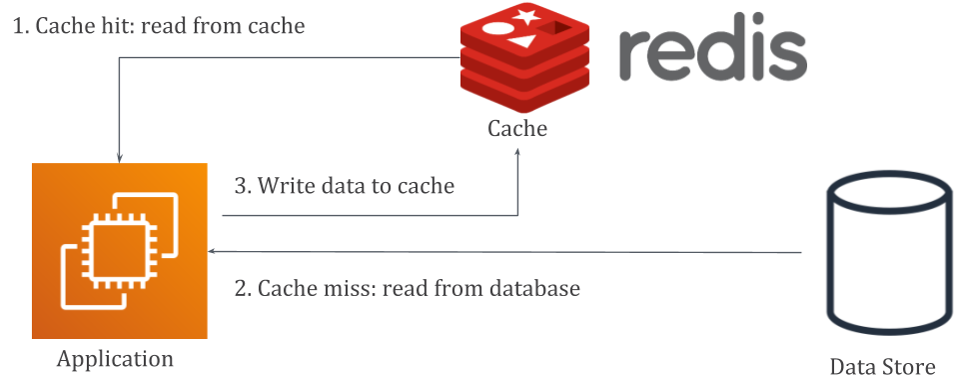 1. Cache hit: read from cache
redis
Cache
3. Write data to cache
2. Cache miss: read from database
Application
Data Store